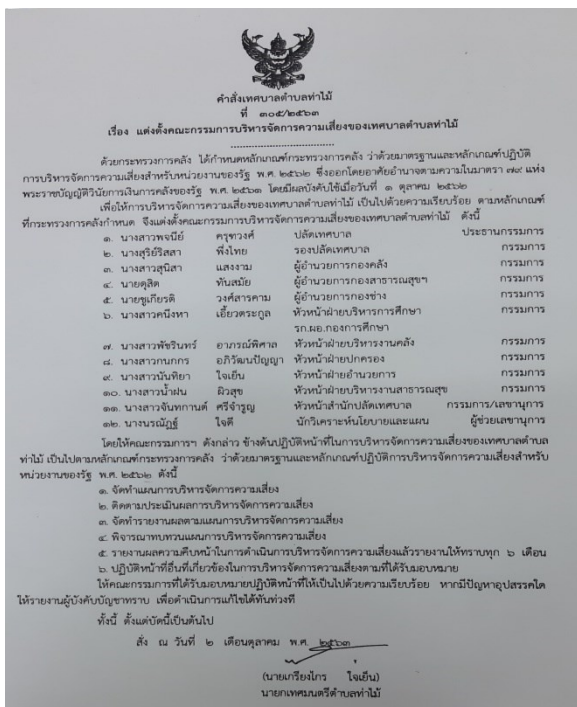 คำสั่งเทศบาลตำบลท่าไม้
ที่ ๓๐๕/๒๕๖๓
เรื่อง แต่งตั้งคณะกรรมการบริหารจัดการความเสี่ยงของเทศบาลตำบลท่าไม้
ด้วยกระทรวงการคลัง ได้กำหนดหลักเกณฑ์กระทรวงการคลัง ว่าด้วยมาตรฐานและหลักเกณฑ์ปฏิบัติ
การบริหารจัดการความเสี่ยงสำหรับหน่วยงานของรัฐ พ.ศ. ๒๕๖๒ ซึ่งออกโดยอาศัยอำนาจตามความในมาตรา ๗๙ แห่ง
พระราชบัญญัติวินัยการเงินการคลังของรัฐ พ.ศ. ๒๕๖๑ โดยมีผลบังคับใช้เมื่อวันที่ ๑ ตุลาคม ๒๕๖๒
เพื่อให้การบริหารจัดการความเสี่ยงของเทศบาลตำบลท่าไม้ เป็นไปด้วยความเรียบร้อย ตามหลักเกณฑ์
ที่กระทรวงการคลังกำหนด จึงแต่งตั้งคณะกรรมการบริหารจัดการความเสี่ยงของเทศบาลตำบลท่าไม้ ดังนี้
๑. นางสาวพจนีย์ ครุฑวงศ์ ปลัดเทศบาล ประธานกรรมการ
๒. นางสุริย์ริสสา พึ่งไทย รองปลัดเทศบาล กรรมการ
๓. นางสาวสุนิสา แสงงาม ผู้อำนวยการกองคลัง กรรมการ
๔. นายดุสิต ทันสมัย ผู้อำนวยการกองสาธารณสุขฯ กรรมการ
๕. นายชูเกียรติ วงศ์สารคาม ผู้อำนวยการกองช่าง กรรมการ
๖. นางสาวคนึงหา เอี้ยวตระกูล หัวหน้าฝ่ายบริหารการศึกษา กรรมการ
รก.ผอ.กองการศึกษา
๗. นางสาวพัชรินทร์ อาภรณ์พิศาล หัวหน้าฝ่ายบริหารงานคลัง กรรมการ
๘. นางสาวกนกกร อภิวัฒนปัญญา หัวหน้าฝ่ายปกครอง กรรมการ
๙. นางสาวนันทิยา ใจเย็น หัวหน้าฝ่ายอำนวยการ กรรมการ
๑๐. นางสาวน้ำฝน ผิวสุข หัวหน้าฝ่ายบริหารงานสาธารณสุข กรรมการ
๑๑. นางสาวจันทกานต์ ศรีจำรูญ หัวหน้าสำนักปลัดเทศบาล กรรมการ/เลขานุการ
๑๒. นางนรณัฏฐ์ ใจดี นักวิเคราะห์นโยบายและแผน ผู้ช่วยเลขานุการ
โดยให้คณะกรรมการฯ ดังกล่าว ข้างต้นปฏิบัติหน้าที่ในการบริหารจัดการความเสี่ยงของเทศบาลตำบล
ท่าไม้ เป็นไปตามหลักเกณฑ์กระทรวงการคลัง ว่าด้วยมาตรฐานและหลักเกณฑ์ปฏิบัติการบริหารจัดการความเสี่ยงสำหรับ
หน่วยงานของรัฐ พ.ศ. ๒๕๖๒ ดังนี้
๑. จัดทำแผนการบริหารจัดการความเสี่ยง
๒. ติดตามประเมินผลการบริหารจัดการความเสี่ยง
๓. จัดทำรายงานผลตามแผนการบริหารจัดการความเสี่ยง
๔. พิจารณาทบทวนแผนการบริหารจัดการความเสี่ยง
๕. รายงานผลความคืบหน้าในการดำเนินการบริหารจัดการความเสี่ยงแล้วรายงานให้ทราบทุก ๖ เดือน
๖. ปฏิบัติหน้าที่อื่นที่เกี่ยวข้องในการบริหารจัดการความเสี่ยงตามที่ได้รับมอบหมาย
ให้คณะกรรมการที่ได้รับมอบหมายปฏิบัติหน้าที่ให้เป็นไปด้วยความเรียบร้อย หากมีปัญหาอุปสรรคใด
ให้รายงานผู้บังคับบัญชาทราบ เพื่อดำเนินการแก้ไขได้ทันท่วงที
ทั้งนี้ ตั้งแต่บัดนี้เป็นต้นไป
สั่ง ณ วันที่ ๒ เดือนตุลาคม พ.ศ. ๒๕๖๓
(นายเกรียงไกร ใจเย็น)
นายกเทศมนตรีตำบลท่าไม้